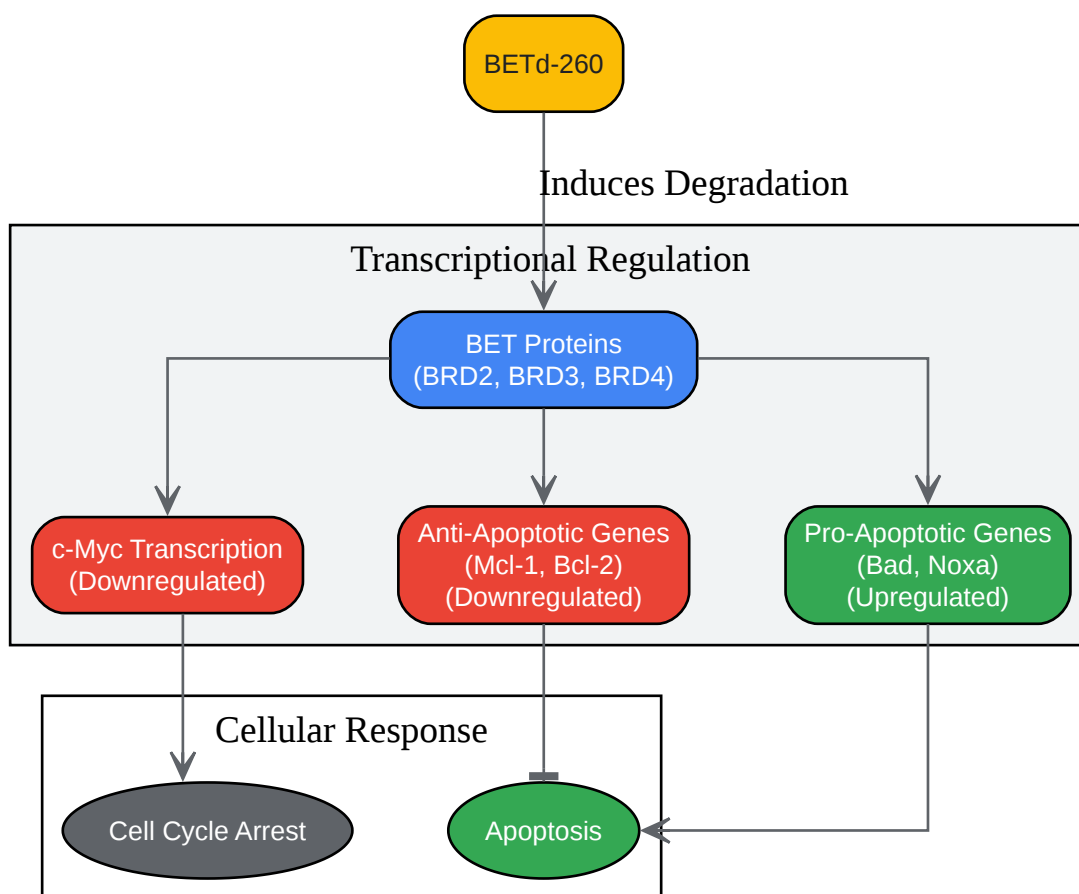 BETd-260
Induces Degradation
Transcriptional Regulation
BET Proteins
(BRD2, BRD3, BRD4)
c-Myc Transcription
(Downregulated)
Anti-Apoptotic Genes
(Mcl-1, Bcl-2)
(Downregulated)
Pro-Apoptotic Genes
(Bad, Noxa)
(Upregulated)
Cellular Response
Cell Cycle Arrest
Apoptosis